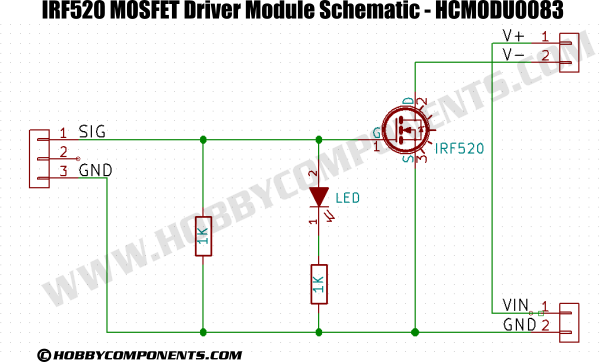 IRF520 MOSFET Driver Module Schematic - HCMODU0083
V+ 1
V- 2
1 SIG
2
3 GND
D 2
G 1
S 3
IRF520
2
LED
1
1K
1K
VIN 1
GND 2
WWW.HOBBYCOMPONENTS.COM
© HOBBYCOMPONENTS.COM